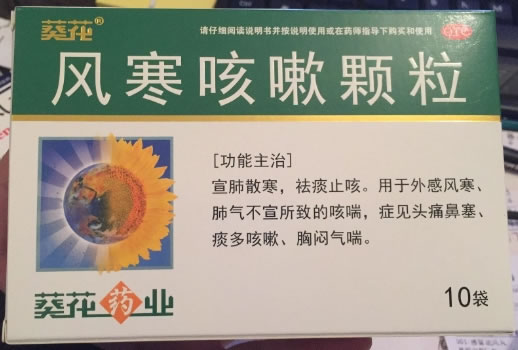 葵花®
请仔细阅读说明书并按说明使用或在药师指导下购买和使用
OTC
风寒咳嗽颗粒
[功能主治]
宣肺散寒，祛痰止咳。用于外感风寒、
肺气不宣所致的咳喘，症见头痛鼻塞、
痰多咳嗽、胸闷气喘。
葵花药业
10袋